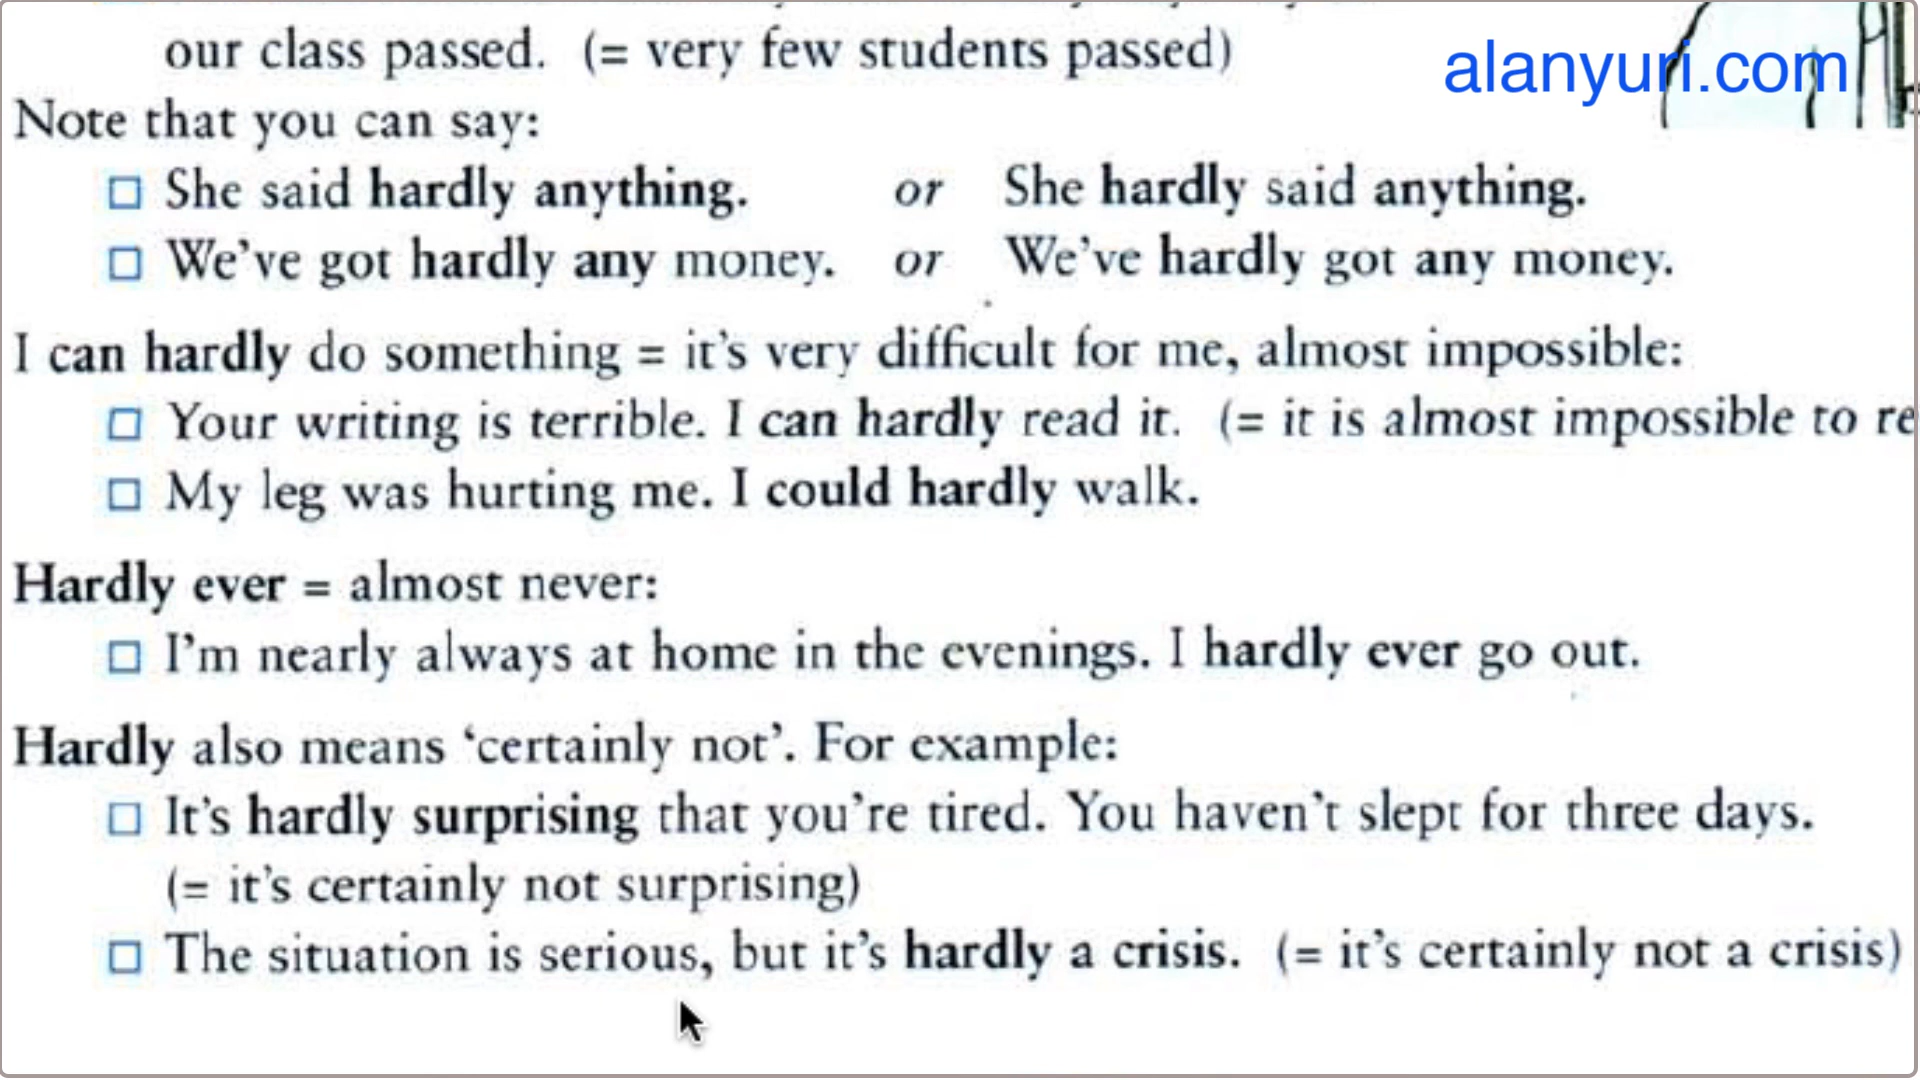 our class passed. (= very few students passed)
alanyuri.com
Note that you can say:
She said hardly anything. or She hardly said anything.
We've got hardly any money. or We've hardly got any money.
I can hardly do something = it's very difficult for me, almost impossible:
Your writing is terrible. I can hardly read it. (= it is almost impossible to re
My leg was hurting me. I could hardly walk.
Hardly ever = almost never:
I'm nearly always at home in the evenings. I hardly ever go out.
Hardly also means ‘certainly not’. For example:
It's hardly surprising that you're tired. You haven't slept for three days.
(= it's certainly not surprising)
The situation is serious, but it's hardly a crisis. (= it's certainly not a crisis)